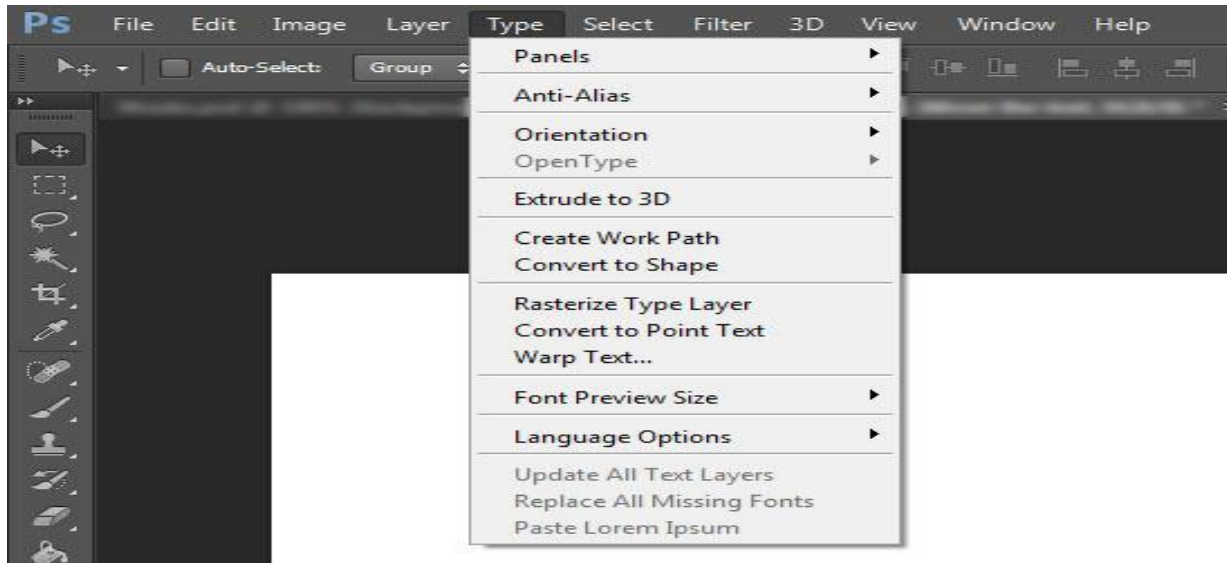 Ps File Edit Image Layer Type Select Filter 3D View Window Help
Auto-Select: Group
Panels
Anti-Alias
Orientation
OpenType
Extrude to 3D
Create Work Path
Convert to Shape
Rasterize Type Layer
Convert to Point Text
Warp Text...
Font Preview Size
Language Options
Update All Text Layers
Replace All Missing Fonts
Paste Lorem Ipsum